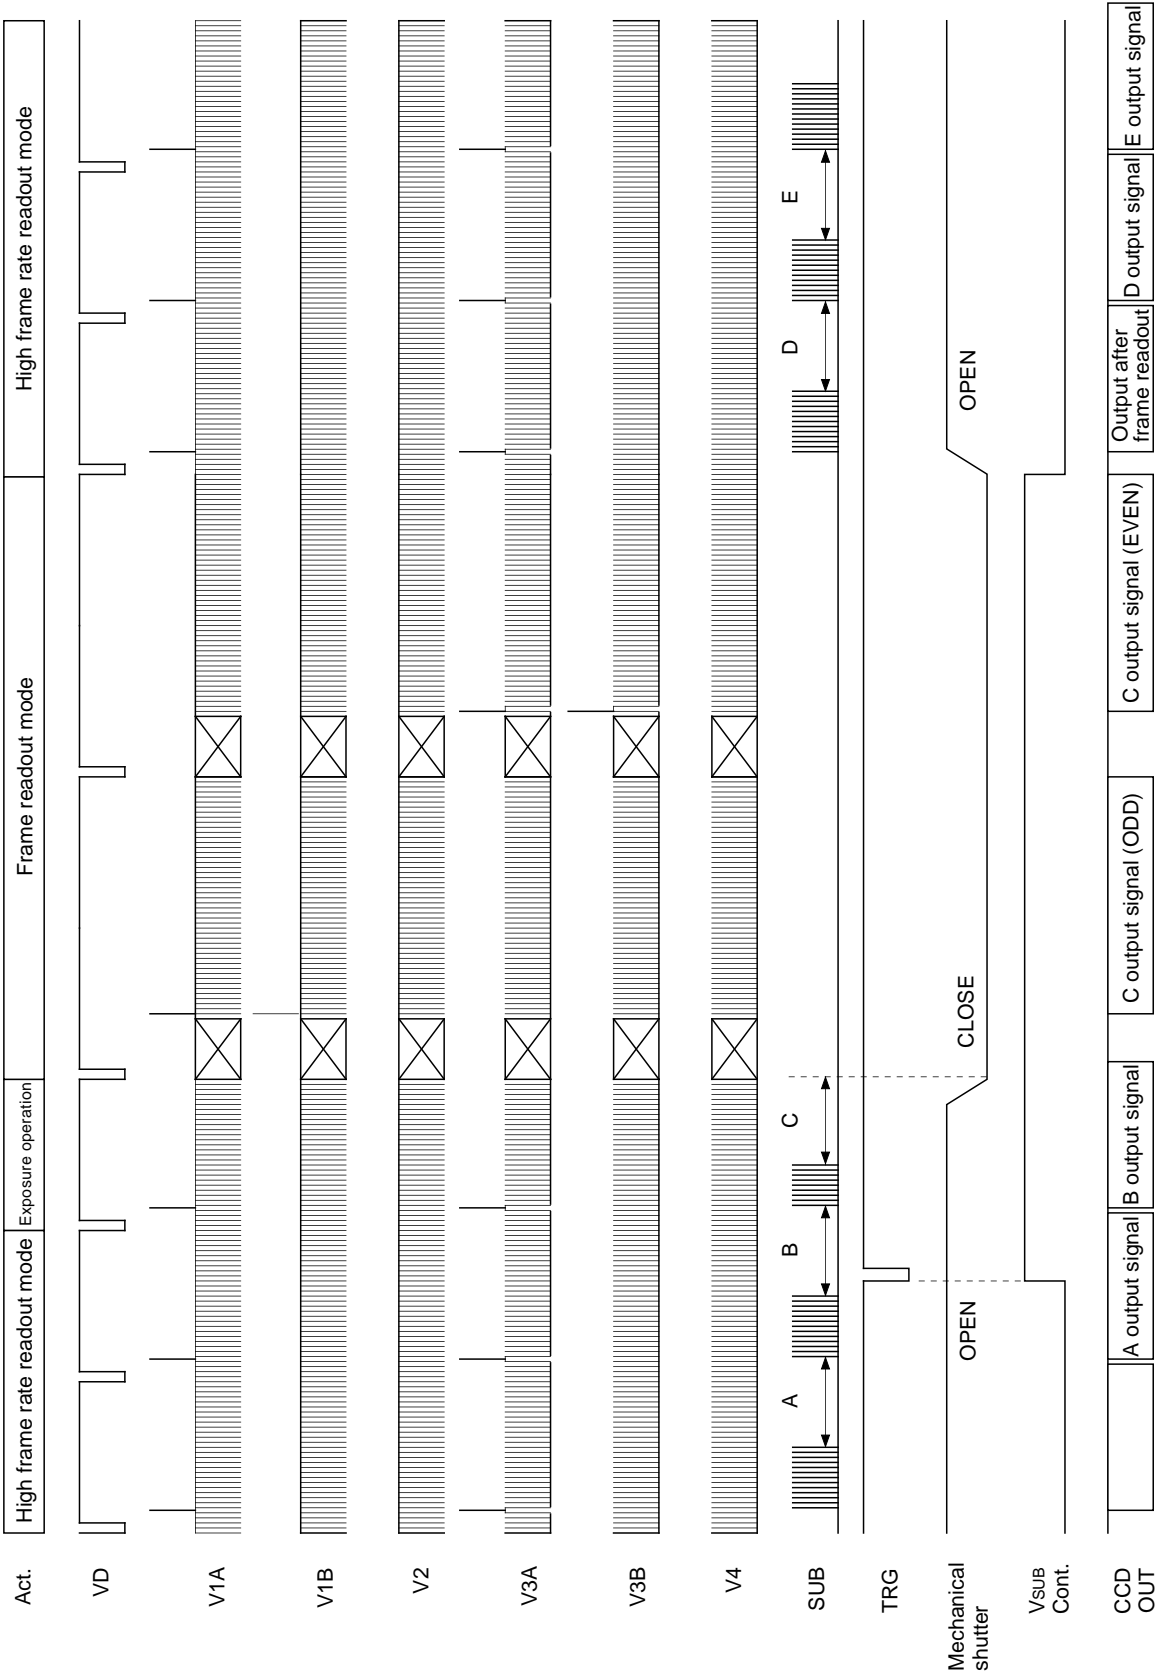 Act.
High frame rate readout mode
Exposure operation
Frame readout mode
High frame rate readout mode
VD
V1A
V1B
V2
V3A
V3B
V4
SUB
A
B
C
D
E
TRG
Mechanical
shutter
OPEN
CLOSE
OPEN
VSUB
Cont.
CCD
OUT
A output signal
B output signal
C output signal (ODD)
C output signal (EVEN)
Output after
frame readout
D output signal
E output signal